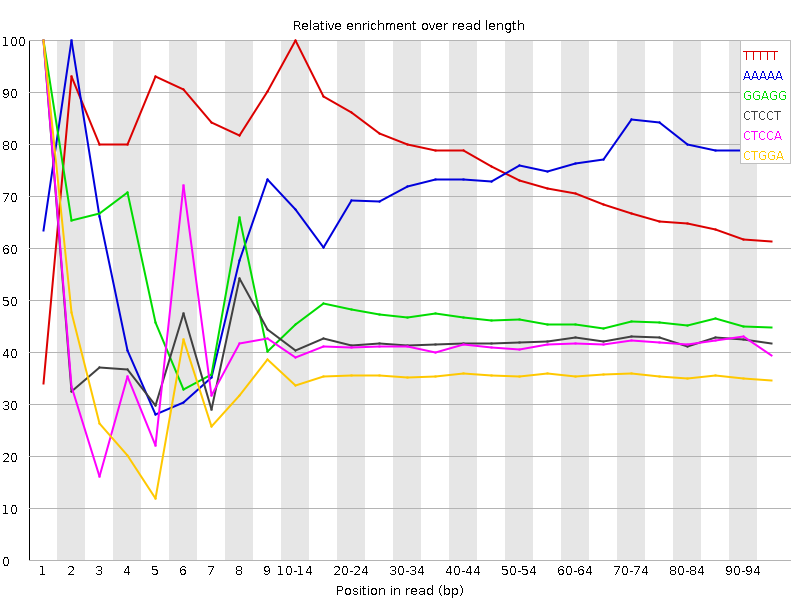 Relative enrichment over read length
100
90
80
70
60
50
40
30
20
10
0
TTTTT
AAAAA
GGAGG
CTCCT
CTCCA
CTGGA
1 2 3 4 5 6 7 8 9 10-14 20-24 30-34 40-44 50-54 60-64 70-74 80-84 90-94
Position in read (bp)